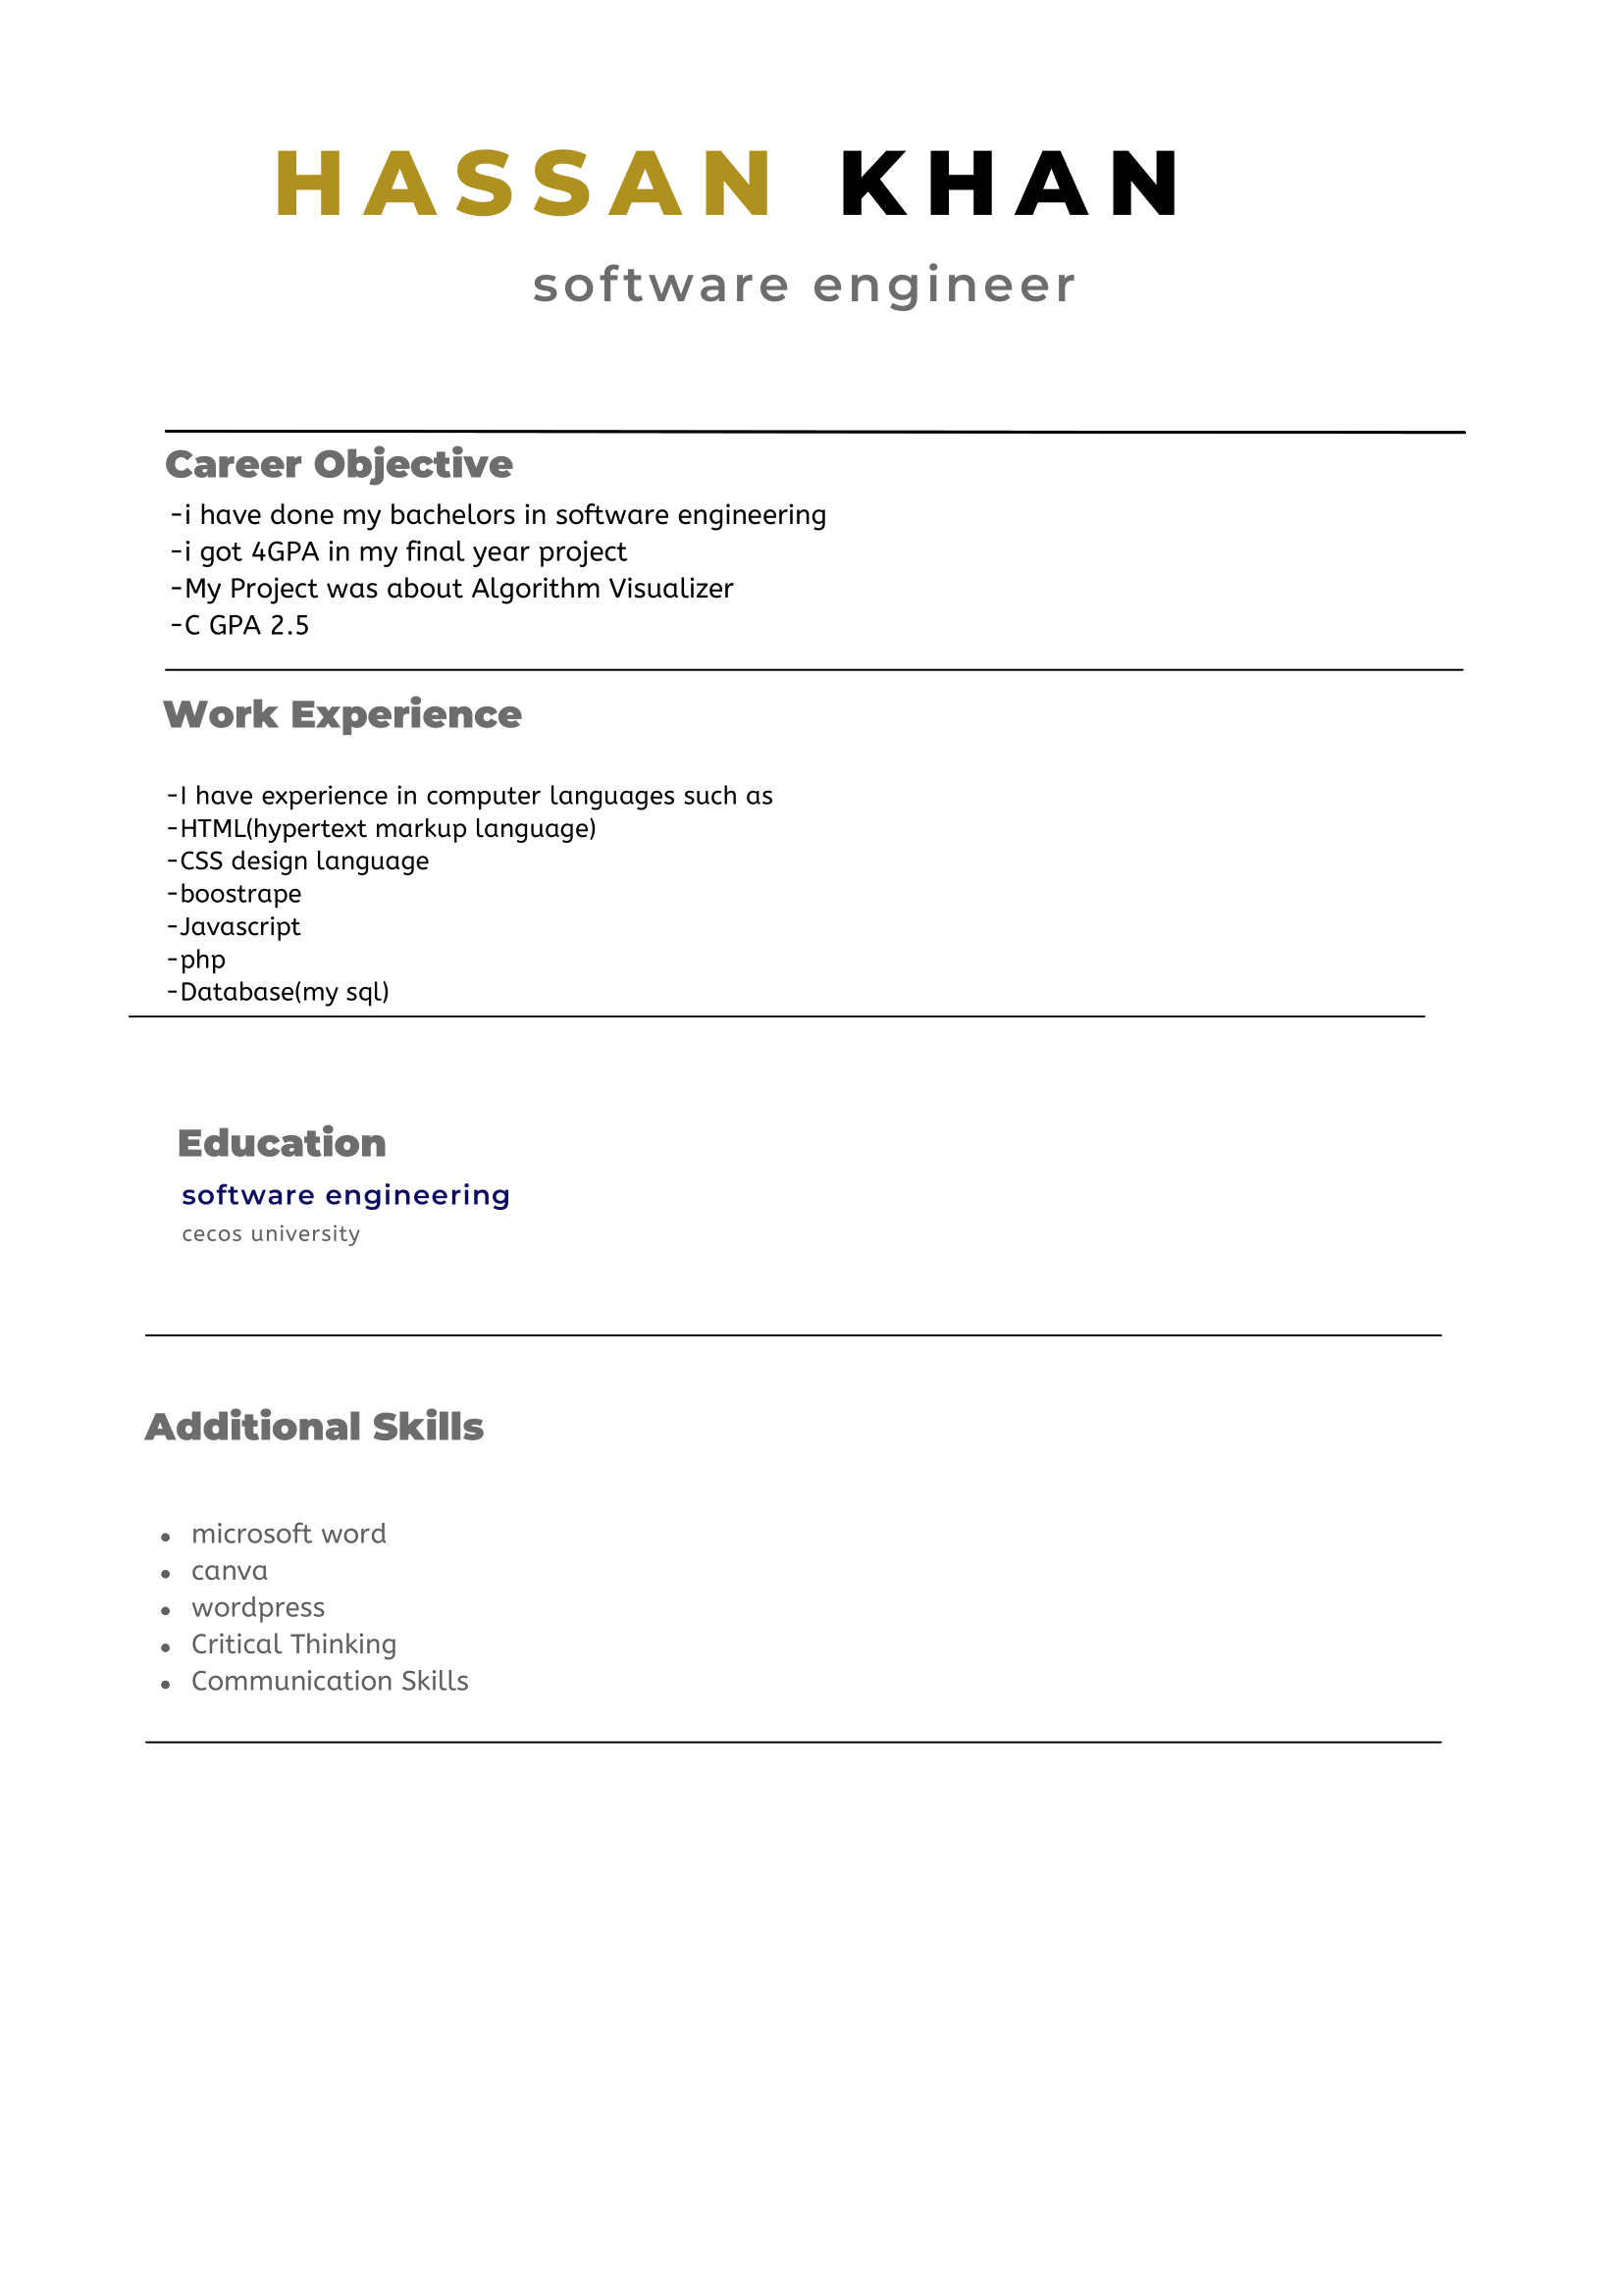 HASSAN KHAN
software engineer
Career Objective
-i have done my bachelors in software engineering
-i got 4GPA in my final year project
-My Project was about Algorithm Visualizer
-C GPA 2.5
Work Experience
-I have experience in computer languages such as
-HTML(hypertext markup language)
-CSS design language
-boostrape
-Javascript
-php
-Database(my sql)
Education
software engineering
cecos university
Additional Skills
• microsoft word
• canva
• wordpress
• Critical Thinking
• Communication Skills